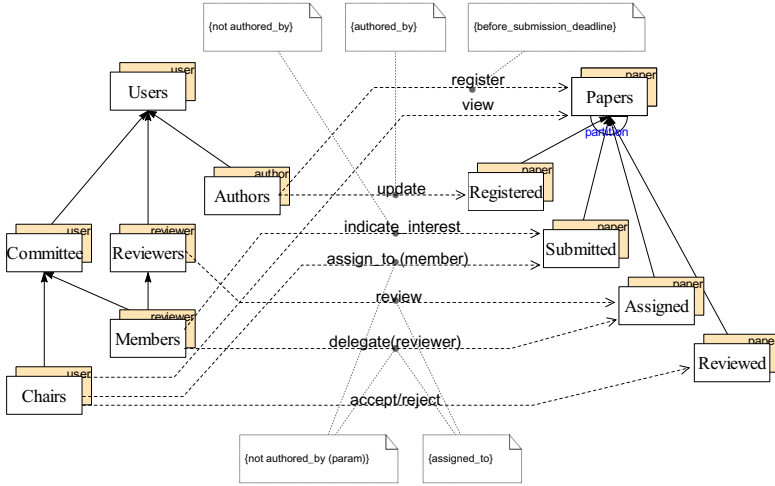 {not authored_by}
{authored_by}
{before_submission_deadline}
user
Users
register
paper
Papers
view
partition
author
Authors
update
paper
Registered
user
Committee
reviewer
Reviewers
indicate_interest
paper
Submitted
assign_to (member)
review
paper
Assigned
reviewer
Members
delegate(reviewer)
paper
Reviewed
user
Chairs
accept/reject
{not authored_by (param)}
{assigned_to}